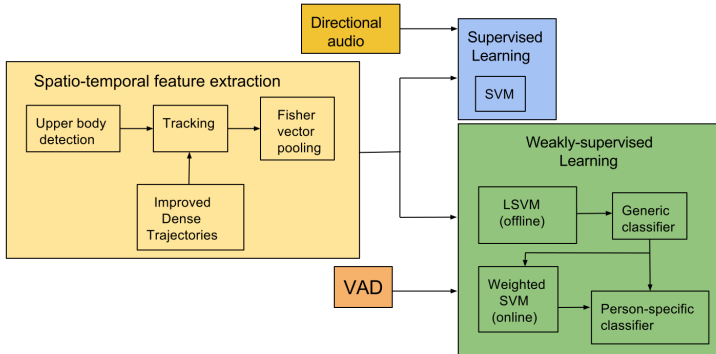 Directional
audio
Supervised
Learning
SVM
Spatio-temporal feature extraction
Upper body
detection
Tracking
Fisher
vector
pooling
Improved
Dense
Trajectories
Weakly-supervised
Learning
LSVM
(offline)
Generic
classifier
VAD
Weighted
SVM
(online)
Person-specific
classifier